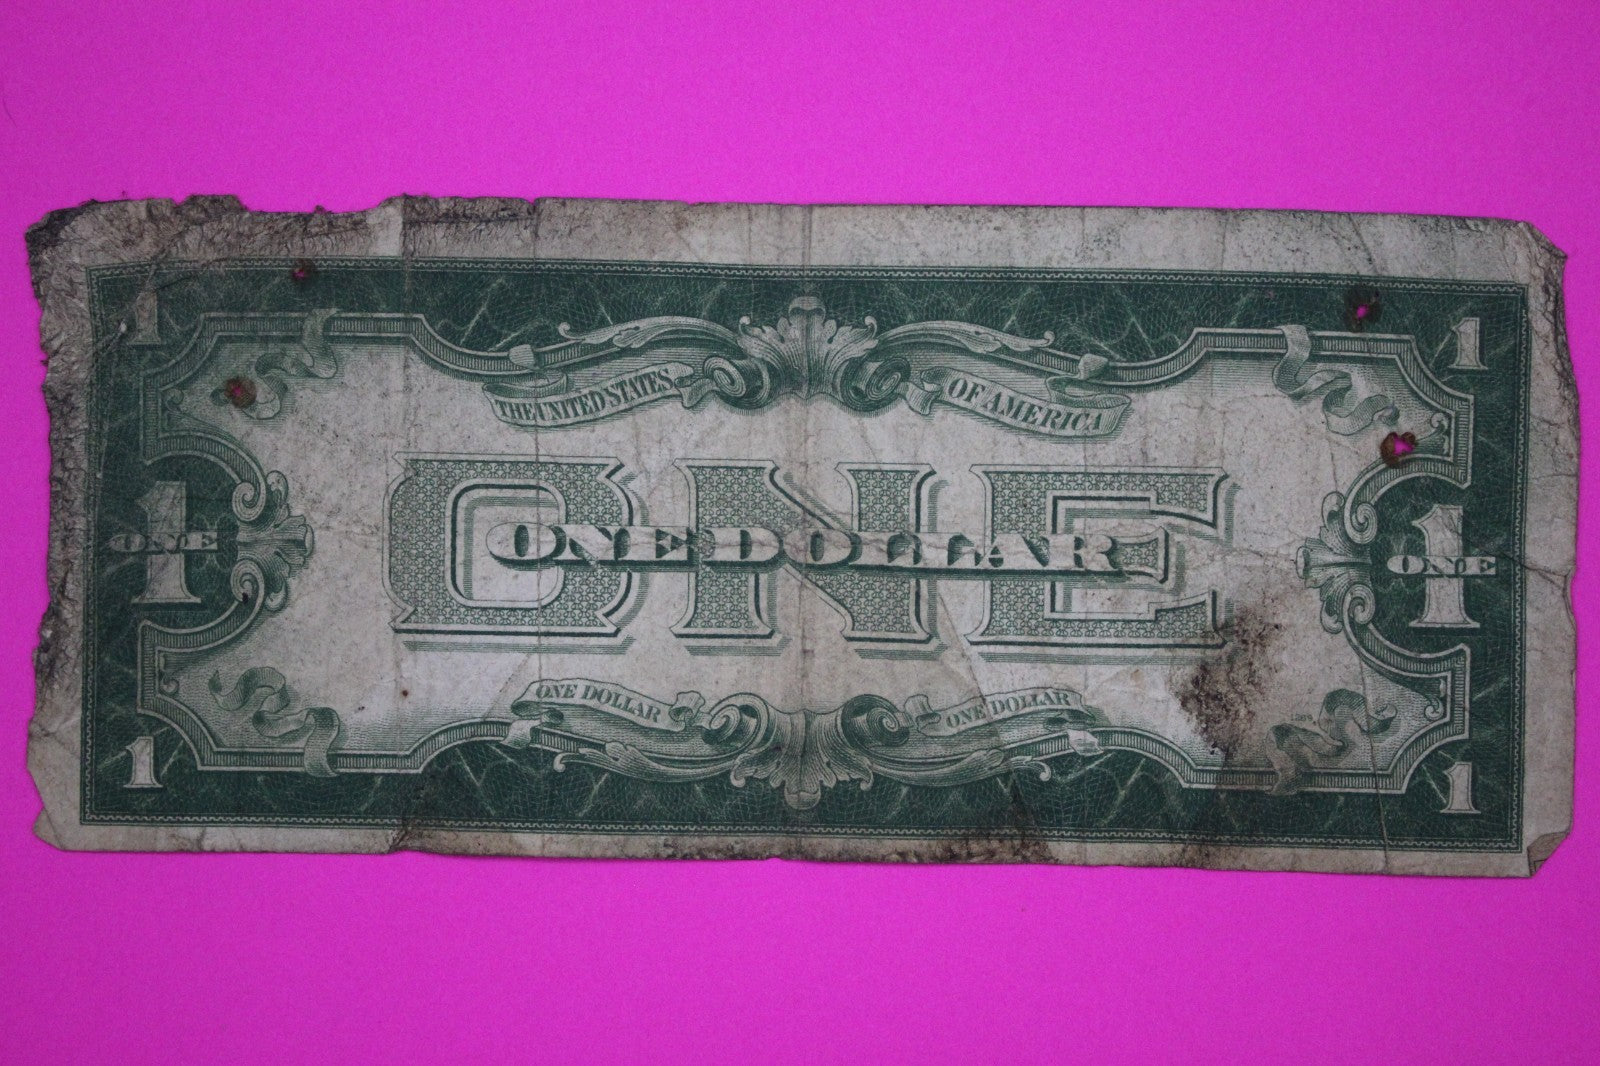 1 1
THE UNITED STATES OF AMERICA
ONE
ONE DOLLAR
1 ONE
1 ONE
ONE DOLLAR ONE DOLLAR
1 1